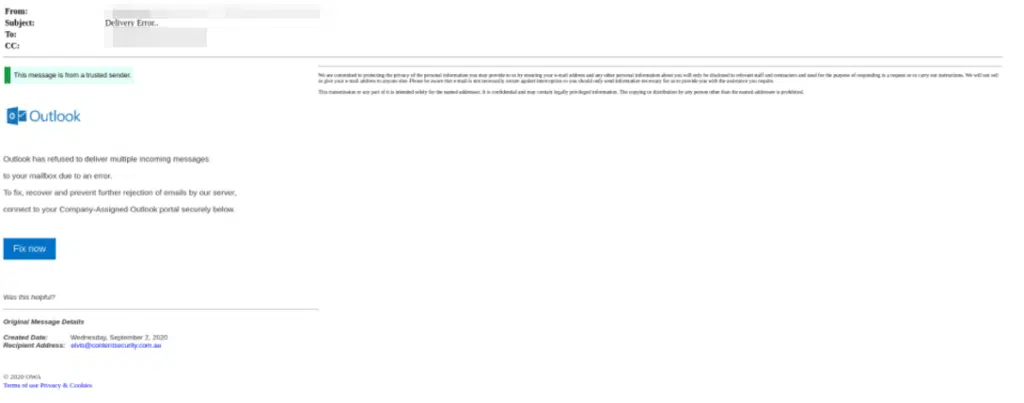 From:
Subject: Delivery Error..
To:
CC:
This message is from a trusted sender.
We are committed to protecting the privacy of the personal information you may provide to us by ensuring your e-mail address and any other personal information about you will only be disclosed to relevant staff and contractors and used for the purpose of responding to a request or to carry out instructions. We will not sell
or give your e-mail address to anyone else. Please be aware that e-mail is not necessarily secure against interception so you should only send information necessary for us to provide you with the assistance you require.
This transmission or any part of it is intended solely for the named addressee. It is confidential and may contain legally privileged information. The copying or distribution by any person other than the named addressee is prohibited.
Outlook
Outlook has refused to deliver multiple incoming messages
to your mailbox due to an error.
To fix, recover and prevent further rejection of emails by our server,
connect to your Company-Assigned Outlook portal securely below
Fix now
Was this helpful?
Original Message Details
Created Date: Wednesday, September 2, 2020
Recipient Address: elvis@contentsecurity.com.au
© 2020 OWA
Terms of use Privacy & Cookies